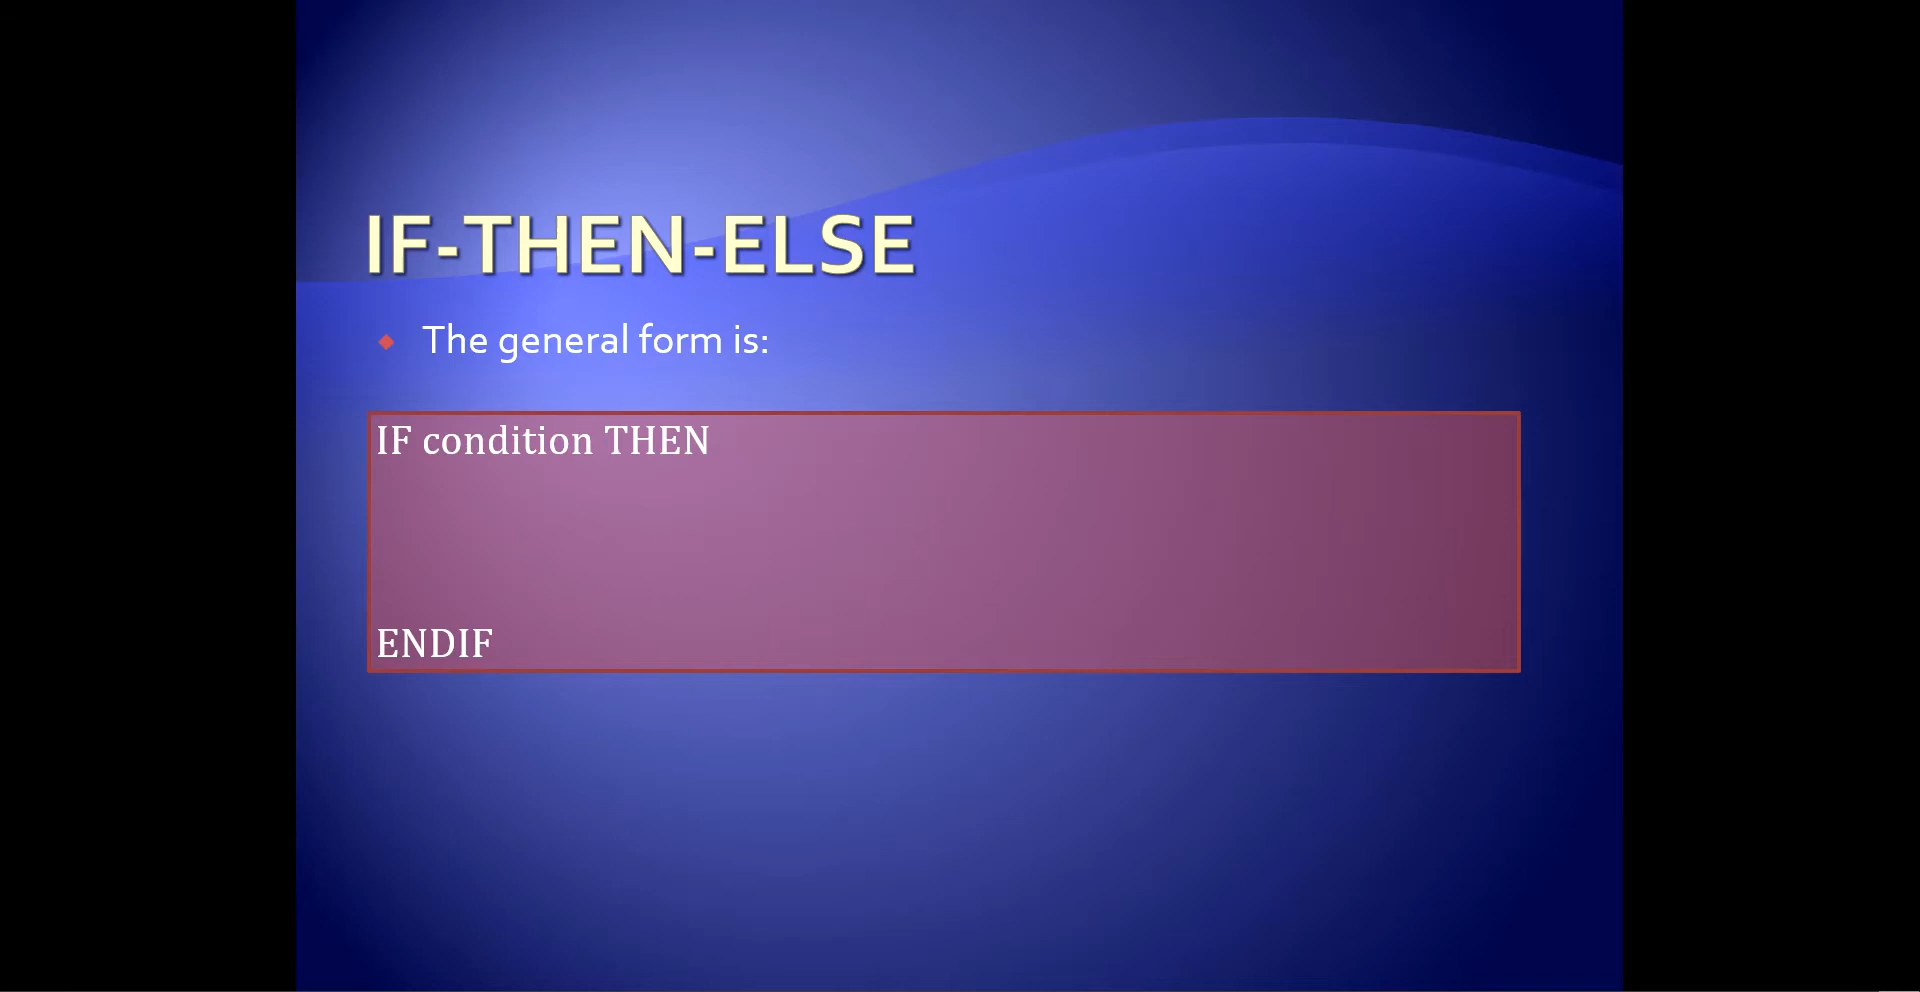 IF-THEN-ELSE
The general form is:
IF condition THEN
ENDIF